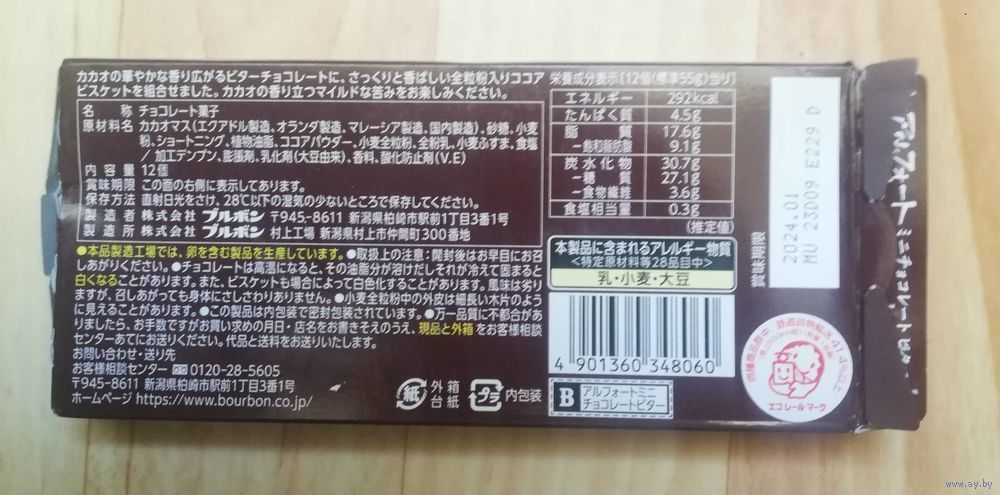 カカオの華やかな香り広がるビターチョコレートに、さっくりと香ばしい全粒粉入りココア
ビスケットを組合せました。カカオの香り立つマイルドな苦みをお楽しみください。
名 称 チョコレート菓子
原材料名 カカオマス(エクアドル製造、オランダ製造、マレーシア製造、国内製造)、砂糖、小麦
粉、ショートニング、植物油脂、ココアパウダー、小麦全粒粉、全粉乳、小麦ふすま、食塩
/加工デンプン、膨脹剤、乳化剤(大豆由来)、香料、酸化防止剤(V.E)
内容量 12個
賞味期限 この面の右側に表示してあります。
保存方法 直射日光をさけ、28℃以下の湿気の少ないところで保存してください。
製造者 株式会社 ブルボン 〒945-8611 新潟県柏崎市駅前1丁目3番1号
製造所 株式会社 ブルボン 村上工場 新潟県村上市仲間町300番地
●本品製造工場では、卵を含む製品を生産しています。●取扱上の注意:開封後はお早目にお召
しあがりください。●チョコレートは高温になると、その油脂分が溶けだしそれが冷えて固まると
白くなることがあります。また、ビスケットも場合によって白色化することがあります。風味は劣り
ますが、召しあがっても身体にさしさわりありません。●小麦全粒粉中の外皮は細長い木片のよう
に見えることがあります。●この製品は内包装で密封包装されています。●万一品質に不都合があ
りましたら、お手数ですがお買い求めの月日・店名をお書きそえのうえ、現品と外箱をお客様相談
センターあてにお送りください。代品と送料をお送りいたします。
お問い合わせ・送り先
お客様相談センター 0120-28-5605
〒945-8611 新潟県柏崎市駅前1丁目3番1号
ホームページ https://www.bourbon.co.jp/
紙 外箱
台紙
プラ 内包装
栄養成分表示[12個(標準55g)当り]
エネルギー 292kcal
たんぱく質 4.5g
脂質 17.6g
-飽和脂肪酸 9.1g
炭水化物 30.7g
-糖質 27.1g
-食物繊維 3.6g
食塩相当量 0.3g
(推定値)
本製品に含まれるアレルギー物質
<特定原材料等28品目中>
乳・小麦・大豆
4 901360 348060
B アルフォートミニ
チョコレートビター
賞味期限
2024.01
MU 23D09 E229 D
エコレールマーク
アルフォートミニチョコレートビター
www.ay.by